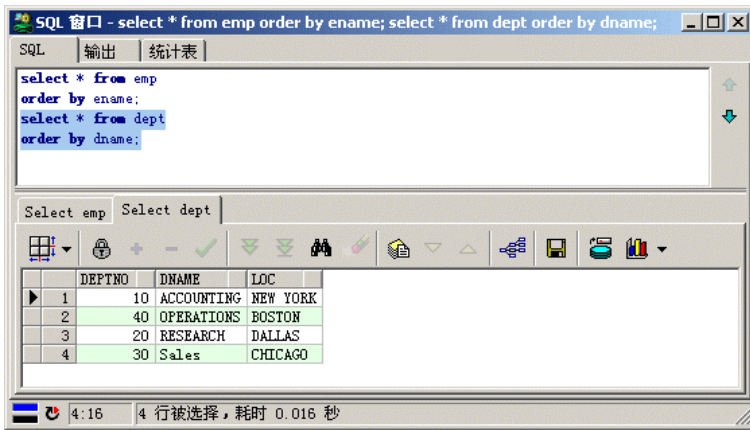 SQL 窗口 - select * from emp order by ename; select * from dept order by dname;
SQL 输出 统计表
select * from emp
order by ename;
select * from dept
order by dname;
Select emp Select dept
DEPTNO DNAME LOC
1 10 ACCOUNTING NEW YORK
2 40 OPERATIONS BOSTON
3 20 RESEARCH DALLAS
4 30 Sales CHICAGO
4:16 4 行被选择，耗时 0.016 秒